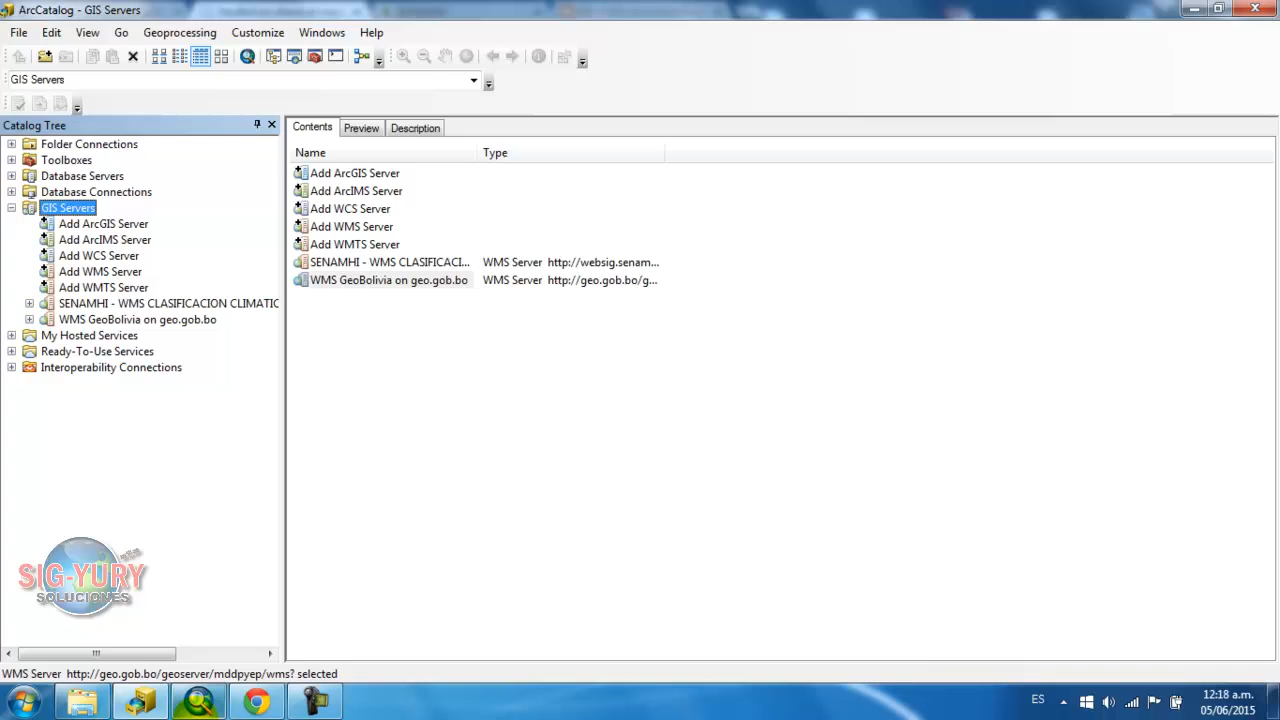 ArcCatalog - GIS Servers
File Edit View Go Geoprocessing Customize Windows Help
GIS Servers
Catalog Tree
Folder Connections
Toolboxes
Database Servers
Database Connections
GIS Servers
Add ArcGIS Server
Add ArcIMS Server
Add WCS Server
Add WMS Server
Add WMTS Server
SENAMHI - WMS CLASIFICACION CLIMATIC
WMS GeoBolivia on geo.gob.bo
My Hosted Services
Ready-To-Use Services
Interoperability Connections
Contents Preview Description
Name Type
Add ArcGIS Server
Add ArcIMS Server
Add WCS Server
Add WMS Server
Add WMTS Server
SENAMHI - WMS CLASIFICACI... WMS Server http://websig.senam...
WMS GeoBolivia on geo.gob.bo WMS Server http://geo.gob.bo/g...
SIG-YURY
SOLUCIONES
WMS Server http://geo.gob.bo/geoserver/mddpyep/wms? selected
ES
12:18 a.m.
05/06/2015